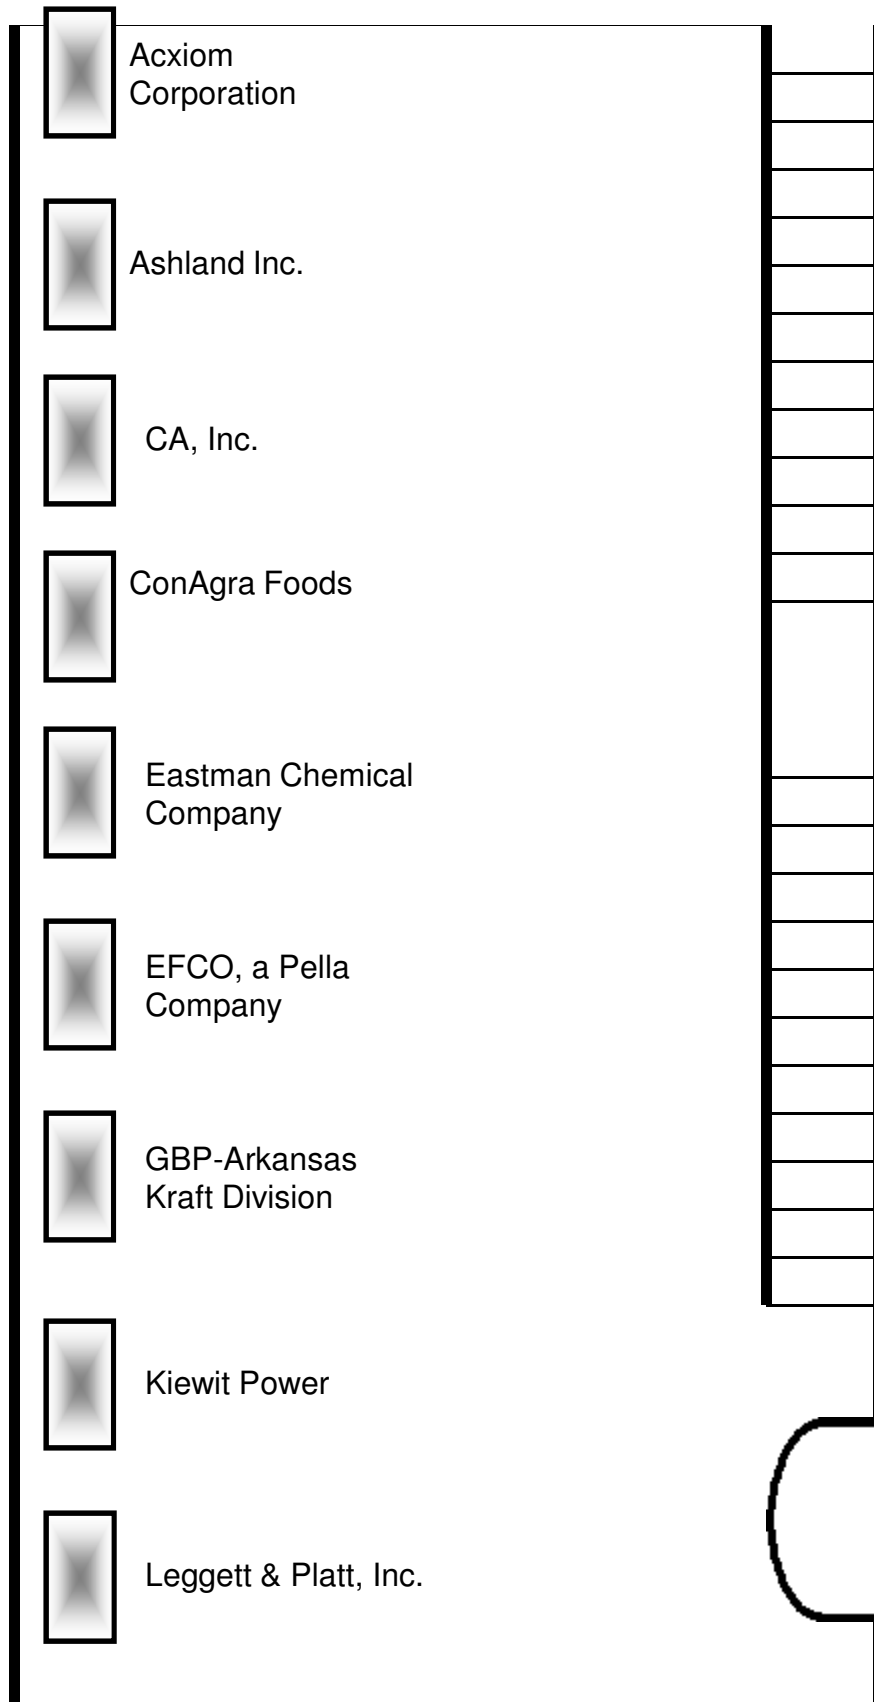 Acxiom
Corporation
Ashland Inc.
CA, Inc.
ConAgra Foods
Eastman Chemical
Company
EFCO, a Pella
Company
GBP-Arkansas
Kraft Division
Kiewit Power
Leggett & Platt, Inc.